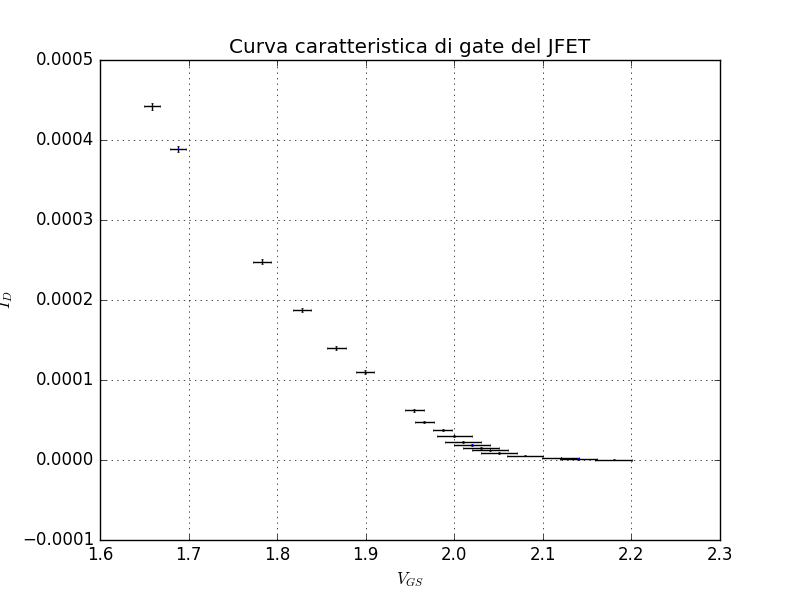 Curva caratteristica di gate del JFET
0.0005
0.0004
0.0003
0.0002
0.0001
0.0000
−0.0001
I_D
1.6 1.7 1.8 1.9 2.0 2.1 2.2 2.3
V_GS